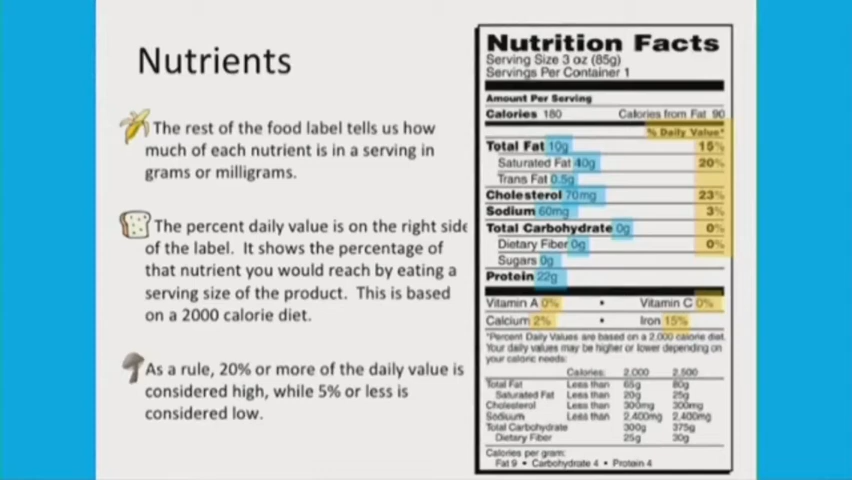 Nutrients
The rest of the food label tells us how
much of each nutrient is in a serving in
grams or milligrams.
The percent daily value is on the right side
of the label. It shows the percentage of
that nutrient you would reach by eating a
serving size of the product. This is based
on a 2000 calorie diet.
As a rule, 20% or more of the daily value is
considered high, while 5% or less is
considered low.
Nutrition Facts
Serving Size 3 oz (85g)
Servings Per Container 1
Amount Per Serving
Calories 180 Calories from Fat 90
% Daily Value*
Total Fat 10g 15%
Saturated Fat 40g 20%
Trans Fat 0.5g
Cholesterol 70mg 23%
Sodium 60mg 3%
Total Carbohydrate 0g 0%
Dietary Fiber 0g 0%
Sugars 0g
Protein 22g
Vitamin A 0% • Vitamin C 0%
Calcium 2% • Iron 15%
*Percent Daily Values are based on a 2,000 calorie diet.
Your daily values may be higher or lower depending on
your calorie needs:
Calories: 2,000 2,500
Total Fat Less than 65g 80g
Saturated Fat Less than 20g 25g
Cholesterol Less than 300mg 300mg
Sodium Less than 2,400mg 2,400mg
Total Carbohydrate 300g 375g
Dietary Fiber 25g 30g
Calories per gram:
Fat 9 • Carbohydrate 4 • Protein 4